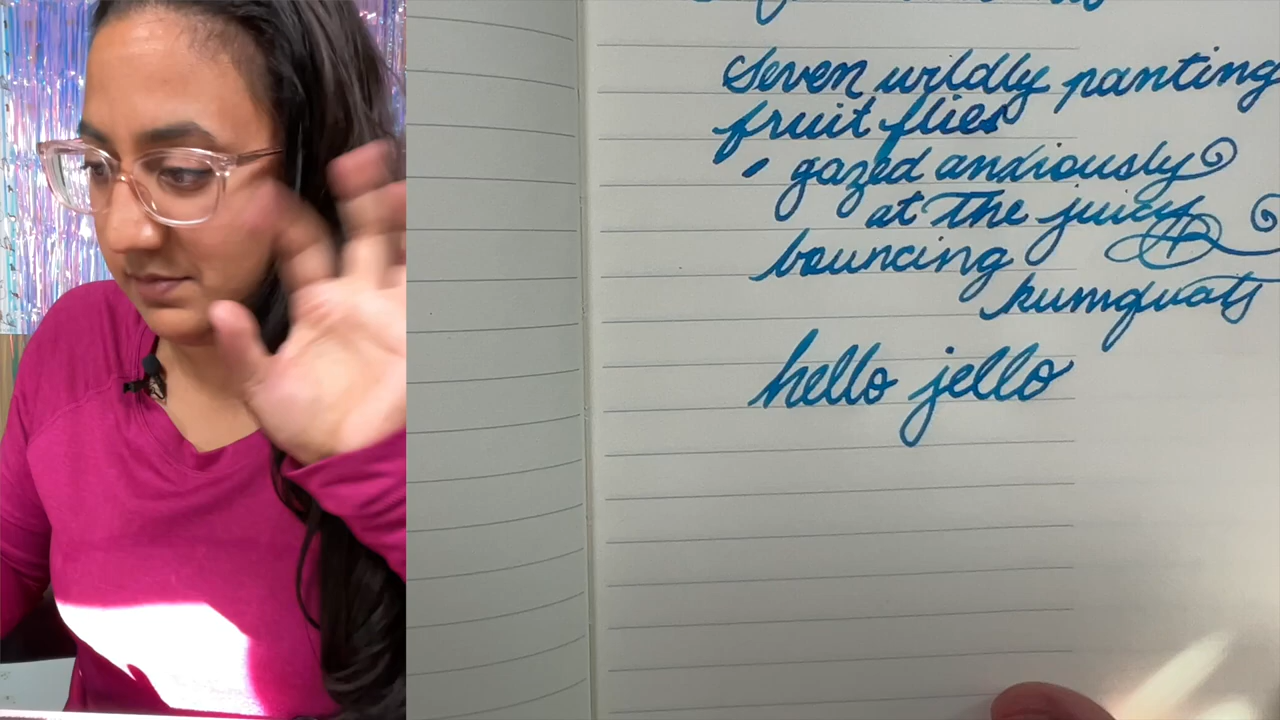 Seven wildly panting
fruit flies
gazed anxiously
at the juicy
bouncing
kumquats
hello jello